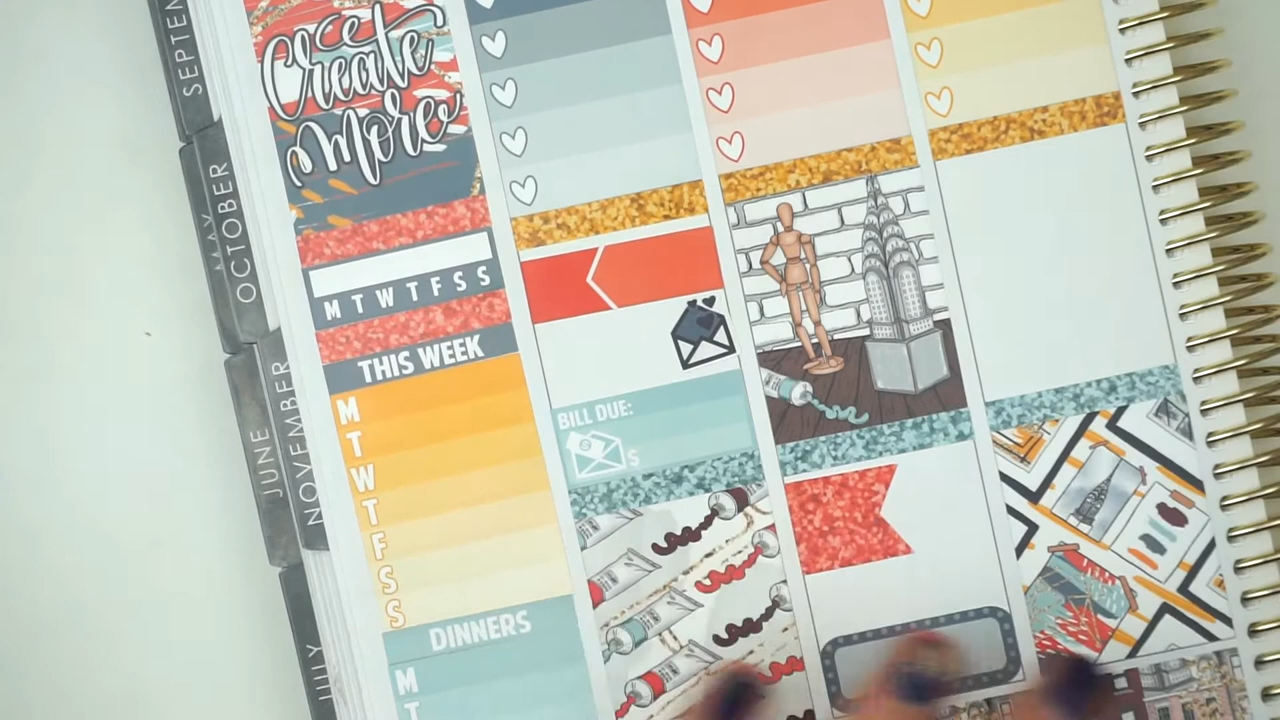 SEPTEM
MAY
OCTOBER
JUNE
NOVEMBER
JULY
Create
More
M T W T F S S
THIS WEEK
M
T
W
T
F
S
S
DINNERS
M
T
BILL DUE:
$